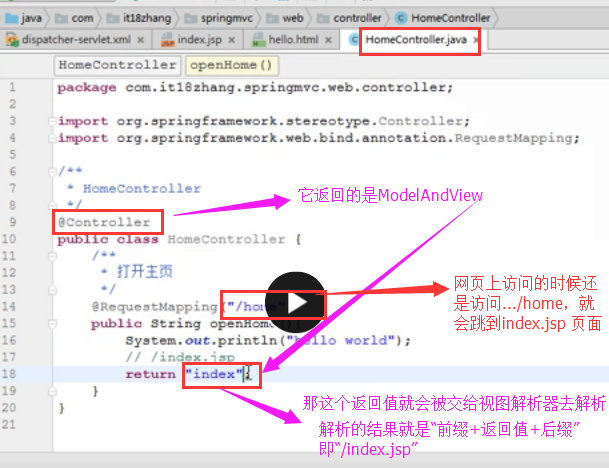 java com it18zhang springmvc web controller HomeController
dispatcher-servlet.xml index.jsp hello.html HomeController.java
HomeController openHome()
1 package com.it18zhang.springmvc.web.controller;
2
3 import org.springframework.stereotype.Controller;
4 import org.springframework.web.bind.annotation.RequestMapping;
5
6 /**
7 * HomeController
8 */
它返回的是ModelAndView
9 @Controller
10 public class HomeController {
11 /**
12 * 打开主页
13 */
14 @RequestMapping("/home
网页上访问的时候还
是访问.../home，就
会跳到index.jsp 页面
15 public String openHome(){
16 System.out.println("hello world");
17 // /index.jsp
18 return "index";
19 }
20 }
21
那这个返回值就会被交给视图解析器去解析
解析的结果就是“前缀+返回值+后缀”
即“/index.jsp”